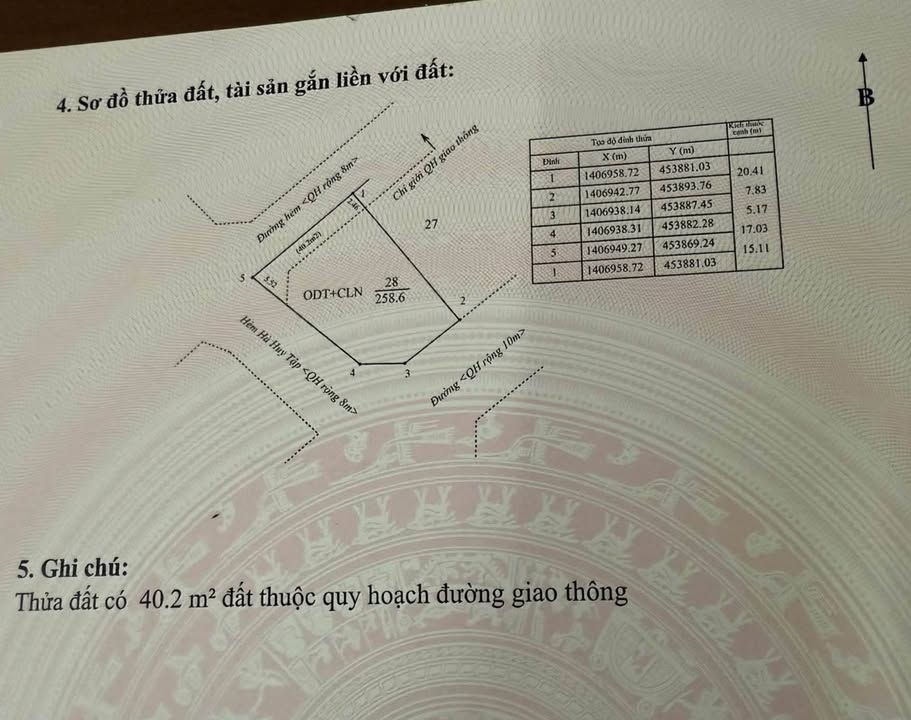 4. Sơ đồ thửa đất, tài sản gắn liền với đất:
B
Đường hẻm <QH rộng 8m>
Chỉ giới QH giao thông
1
2.46
(40.2m2)
27
5
3.52
ODT+CLN 28
258.6
2
Hẻm Hà Huy Tập <QH rộng 8m>
4
3
Đường <QH rộng 10m>
Tọa độ đỉnh thửa Kích thước cạnh (m)
Đỉnh X (m) Y (m)
1 1406958.72 453881.03
20.41
2 1406942.77 453893.76
7.83
3 1406938.14 453887.45
5.17
4 1406938.31 453882.28
17.03
5 1406949.27 453869.24
15.11
1 1406958.72 453881.03
5. Ghi chú:
Thửa đất có 40.2 m² đất thuộc quy hoạch đường giao thông